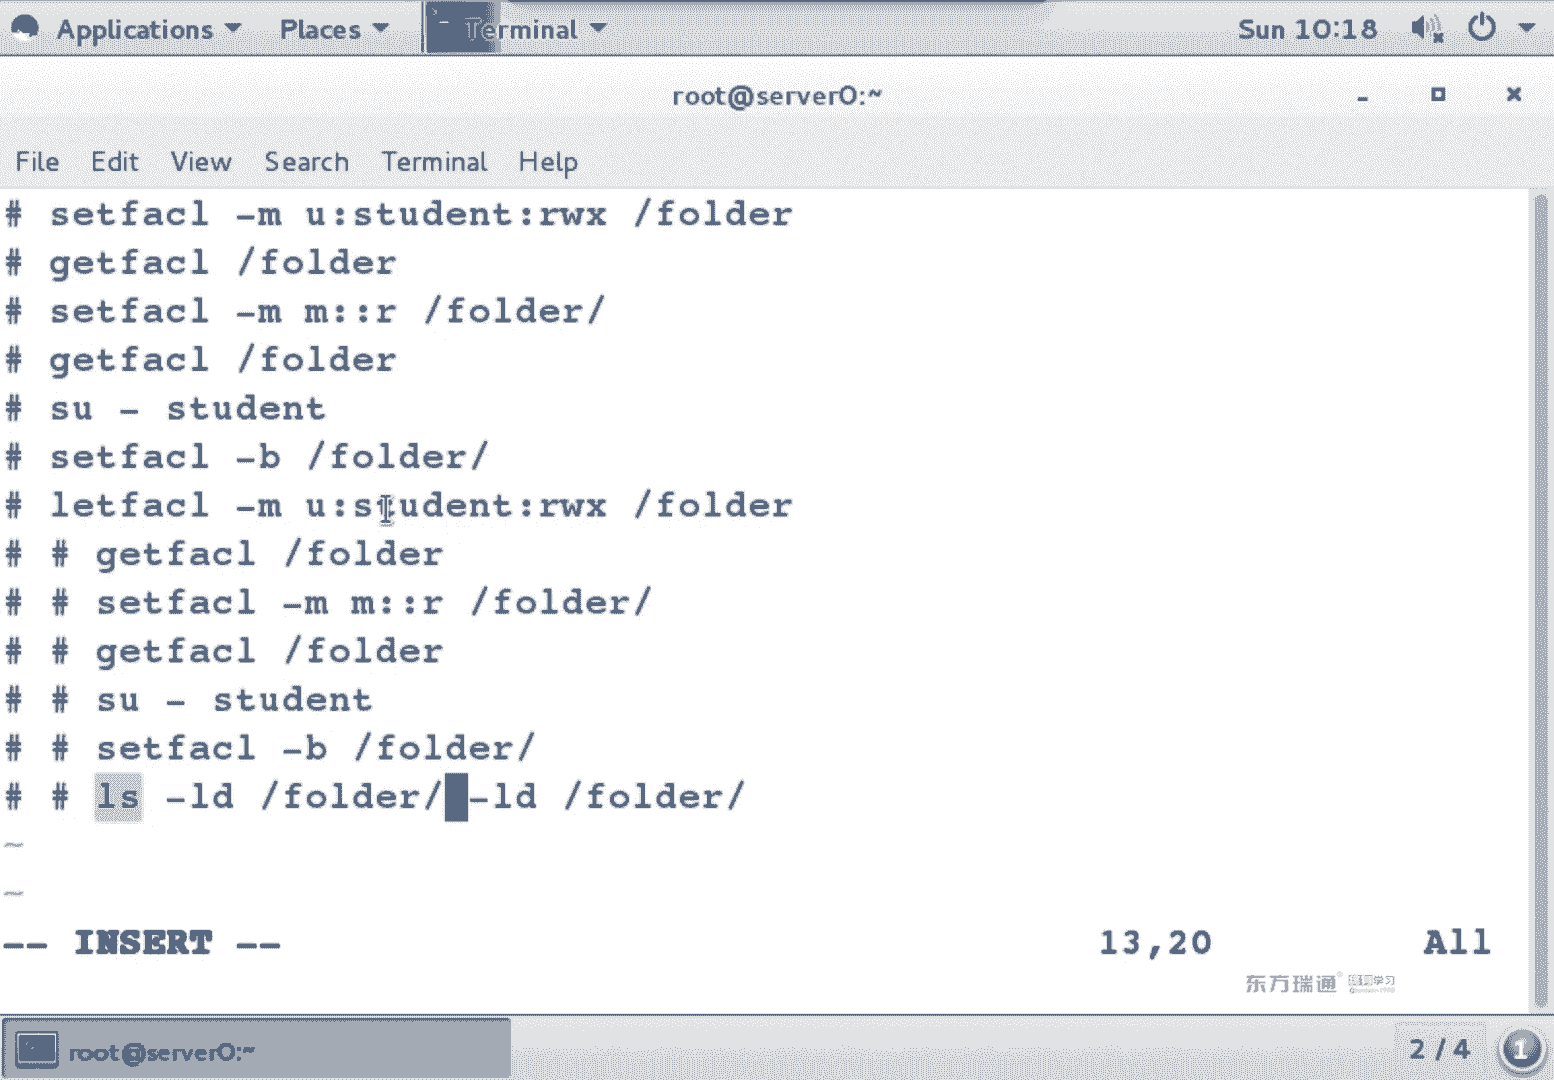 Applications Places Terminal Sun 10:18
root@server0:~
File Edit View Search Terminal Help
# setfacl -m u:student:rwx /folder
# getfacl /folder
# setfacl -m m::r /folder/
# getfacl /folder
# su - student
# setfacl -b /folder/
# letfacl -m u:student:rwx /folder
# # getfacl /folder
# # setfacl -m m::r /folder/
# # getfacl /folder
# # su - student
# # setfacl -b /folder/
# # ls -ld /folder/ -ld /folder/
~
~
-- INSERT -- 13,20 All
东方瑞通®
学习
root@server0:~ 2 / 4 1